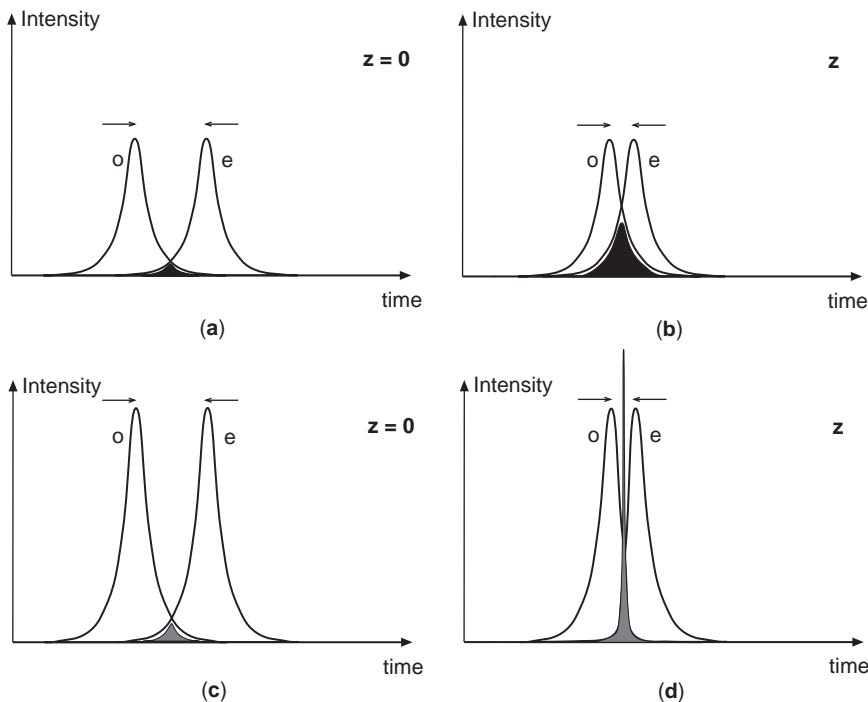 Intensity
z = 0
o
e
time
(a)
Intensity
z
o
e
time
(b)
Intensity
z = 0
o
e
time
(c)
Intensity
z
o
e
time
(d)